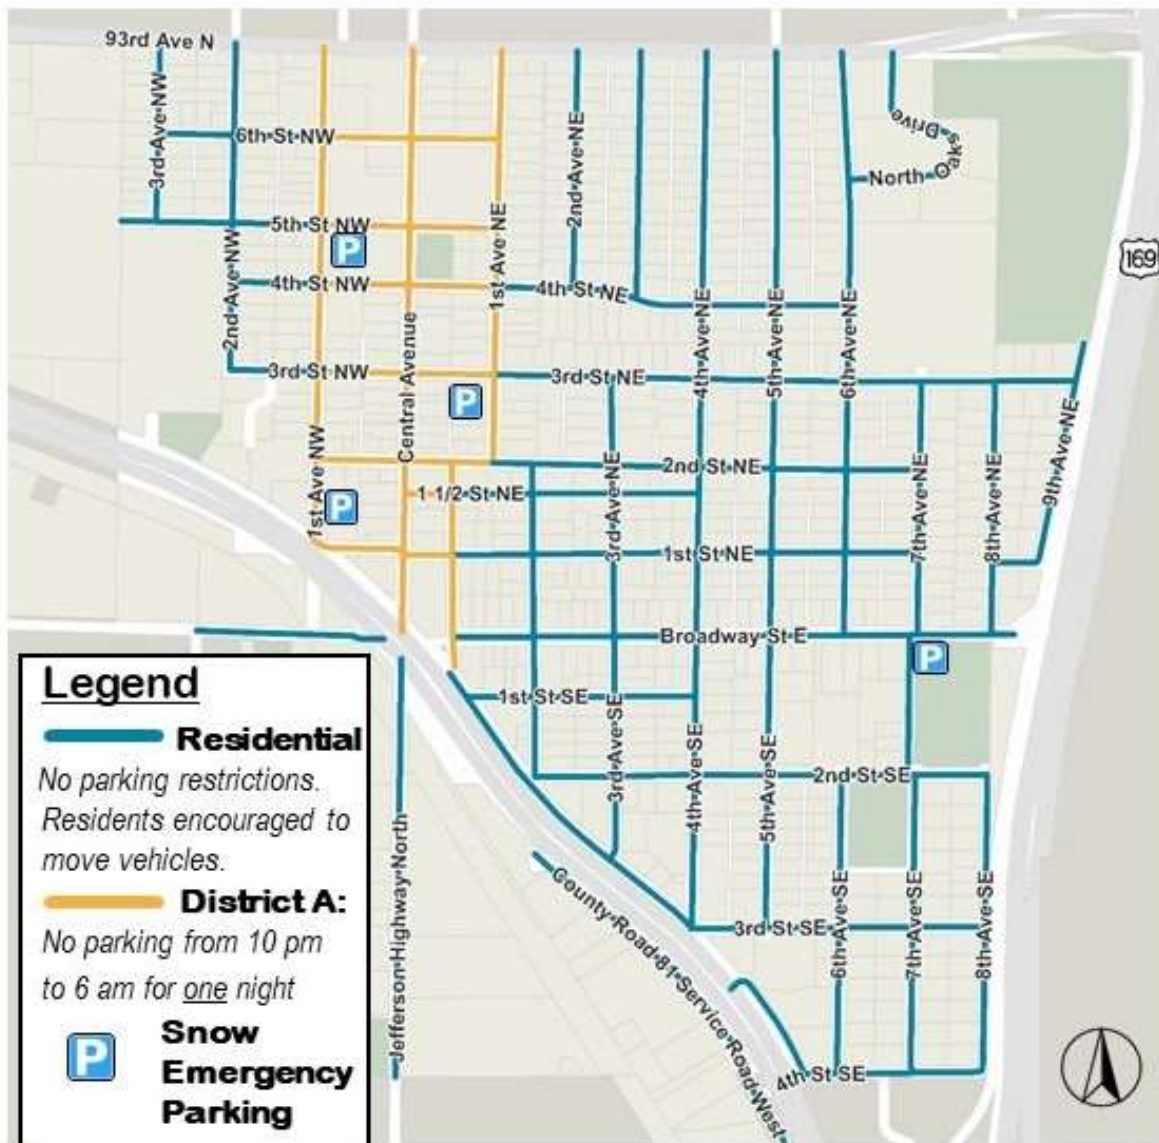 93rd Ave N
3rd Ave NW
6th St NW
2nd Ave NE
Drive
North Oaks
5th St NW
P
2nd Ave NW
4th St NW
1st Ave NE
4th St NE
169
4th Ave NE
5th Ave NE
6th Ave NE
Central Avenue
3rd St NW
3rd St NE
P
9th Ave NE
1st Ave NW
2nd St NE
P
1 1/2 St NE
3rd Ave NE
7th Ave NE
8th Ave NE
1st St NE
Broadway St E
P
1st St SE
3rd Ave SE
4th Ave SE
5th Ave SE
2nd St SE
Jefferson Highway North
County Road 81 Service Road West
3rd St SE
6th Ave SE
7th Ave SE
8th Ave SE
4th St SE
Legend
Residential
No parking restrictions.
Residents encouraged to
move vehicles.
District A:
No parking from 10 pm
to 6 am for one night
P
Snow
Emergency
Parking